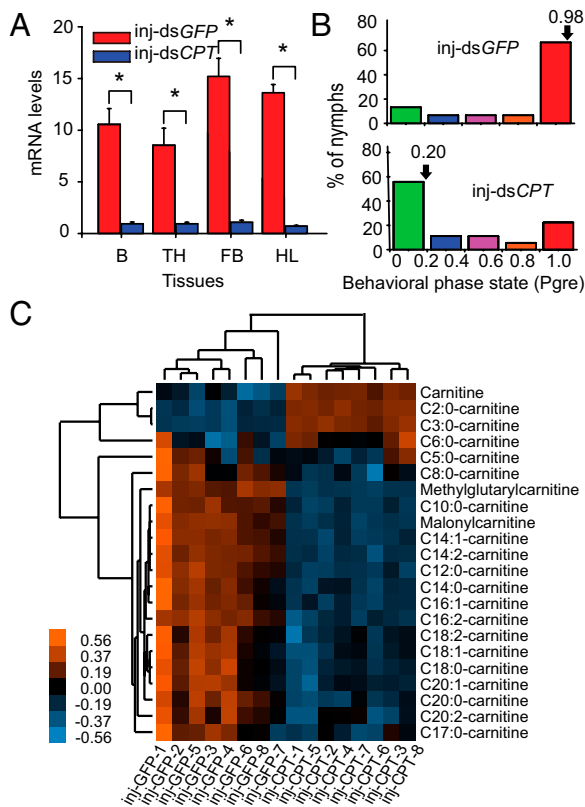 A
inj-dsGFP
inj-dsCPT
mRNA levels
20
15
10
5
0
*
*
*
*
B
TH
FB
HL
Tissues
B
0.98
inj-dsGFP
80
60
40
20
0
% of nymphs
0.20
inj-dsCPT
80
60
40
20
0
0 0.2 0.4 0.6 0.8 1.0
Behavioral phase state (Pgre)
C
Carnitine
C2:0-carnitine
C3:0-carnitine
C6:0-carnitine
C5:0-carnitine
C8:0-carnitine
Methylglutarylcarnitine
C10:0-carnitine
Malonylcarnitine
C14:1-carnitine
C14:2-carnitine
C12:0-carnitine
C14:0-carnitine
C16:1-carnitine
C16:2-carnitine
C18:2-carnitine
C18:1-carnitine
C18:0-carnitine
C20:1-carnitine
C20:0-carnitine
C20:2-carnitine
C17:0-carnitine
0.56
0.37
0.19
0.00
-0.19
-0.37
-0.56
inj-GFP-1
inj-GFP-2
inj-GFP-5
inj-GFP-3
inj-GFP-4
inj-GFP-6
inj-GFP-8
inj-GFP-7
inj-CPT-1
inj-CPT-5
inj-CPT-2
inj-CPT-4
inj-CPT-7
inj-CPT-6
inj-CPT-3
inj-CPT-8